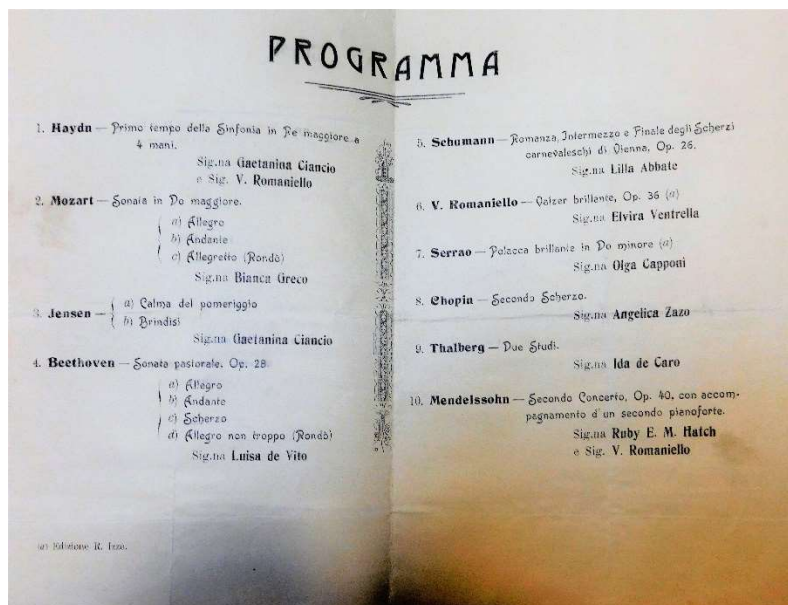 PROGRAMMA
1. Haydn — Primo tempo della Sinfonia in Re maggiore a
4 mani.
Sig.na Gaetanina Ciancio
e Sig. V. Romaniello
2. Mozart — Sonata in Do maggiore.
a) Allegro
b) Andante
c) Allegretto (Rondò)
Sig.na Bianca Greco
3. Jensen — a) Calma del pomeriggio
b) Brindisi
Sig.na Gaetanina Ciancio
4. Beethoven — Sonata pastorale, Op. 28
a) Allegro
b) Andante
c) Scherzo
d) Allegro non troppo (Rondò)
Sig.na Luisa de Vito
(a) Edizione R. Izzo.
5. Schumann — Romanza, Intermezzo e Finale degli Scherzi
carnevaleschi di Vienna, Op. 26.
Sig.na Lilla Abbate
6. V. Romaniello — Valzer brillante, Op. 36 (a)
Sig.na Elvira Ventrella
7. Serrao — Polacca brillante in Do minore (a)
Sig.na Olga Capponi
8. Chopin — Secondo Scherzo.
Sig.na Angelica Zazo
9. Thalberg — Due Studi.
Sig.na Ida de Caro
10. Mendelssohn — Secondo Concerto, Op. 40, con accom-
pagnamento d'un secondo pianoforte.
Sig.na Ruby E. M. Hatch
e Sig. V. Romaniello